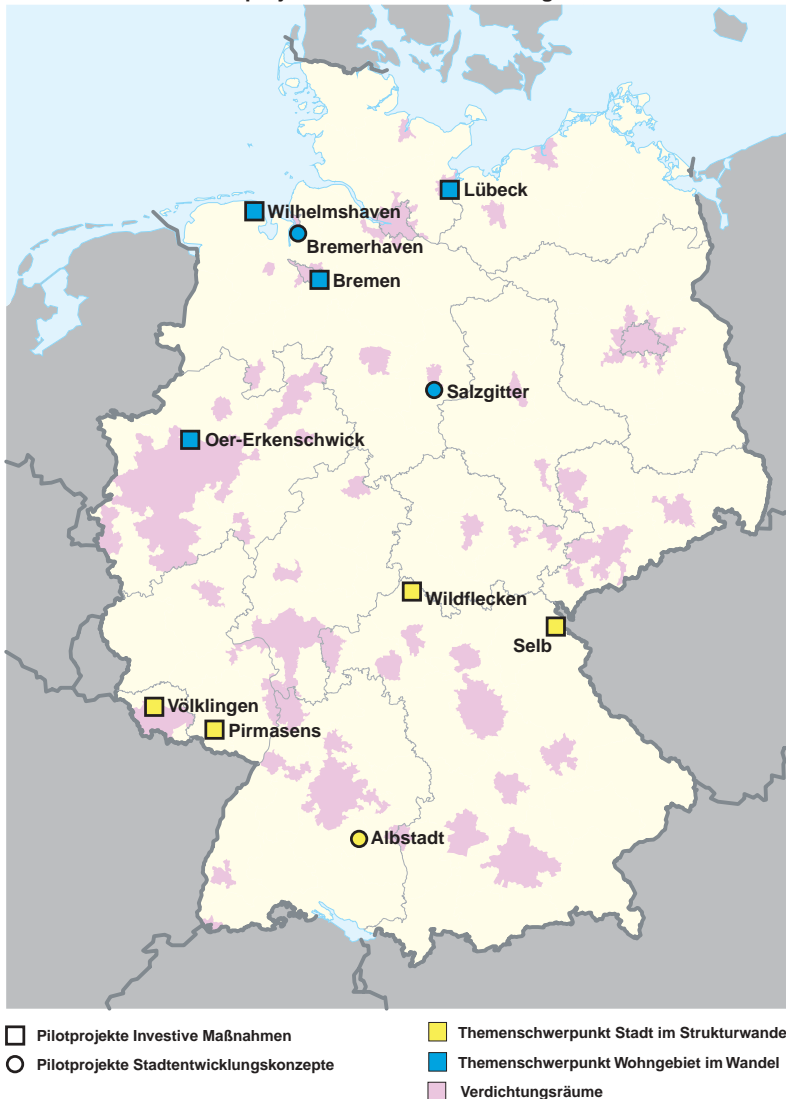 Lübeck
Wilhelmshaven
Bremerhaven
Bremen
Salzgitter
Oer-Erkenschwick
Wildflecken
Selb
Völklingen
Pirmasens
Albstadt
Pilotprojekte Investive Maßnahmen
Pilotprojekte Stadtentwicklungskonzepte
Themenschwerpunkt Stadt im Strukturwande
Themenschwerpunkt Wohngebiet im Wandel
Verdichtungsräume